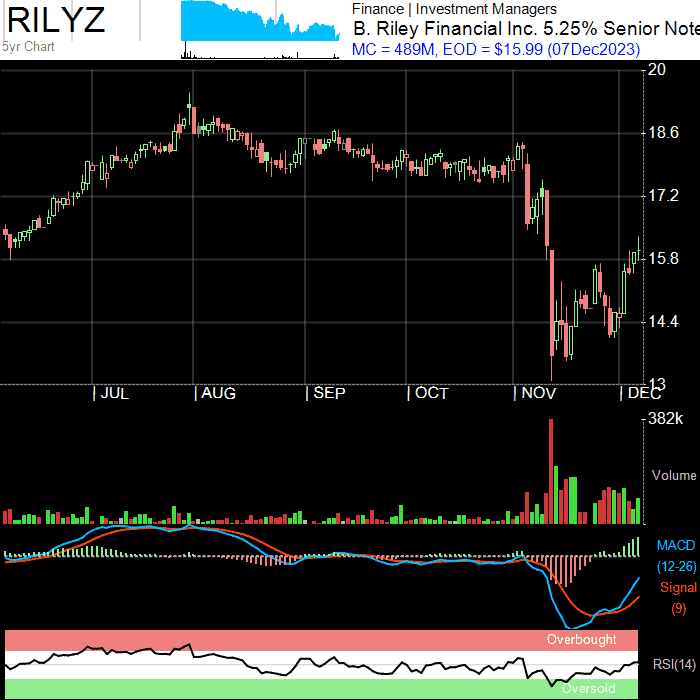 RILYZ
5yr Chart
Finance | Investment Managers
B. Riley Financial Inc. 5.25% Senior Note
MC = 489M, EOD = $15.99 (07Dec2023)
20
18.6
17.2
15.8
14.4
13
| JUL | AUG | SEP | OCT | NOV | DEC
382k
Volume
MACD
(12-26)
Signal
(9)
Overbought
RSI(14)
Oversold